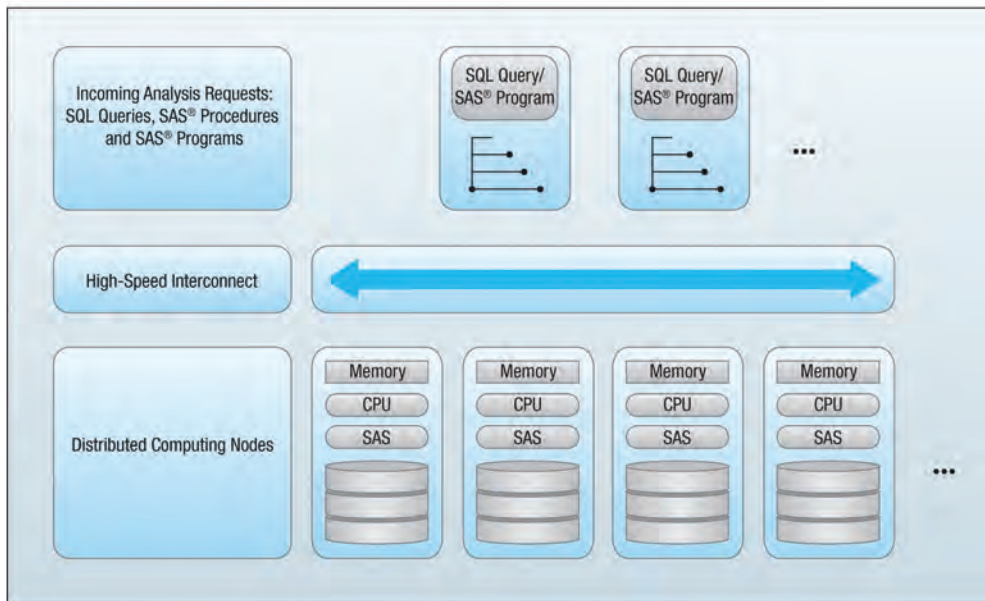 Incoming Analysis Requests:
SQL Queries, SAS® Procedures
and SAS® Programs
SQL Query/
SAS® Program
SQL Query/
SAS® Program
...
High-Speed Interconnect
Distributed Computing Nodes
Memory
CPU
SAS
Memory
CPU
SAS
Memory
CPU
SAS
Memory
CPU
SAS
...